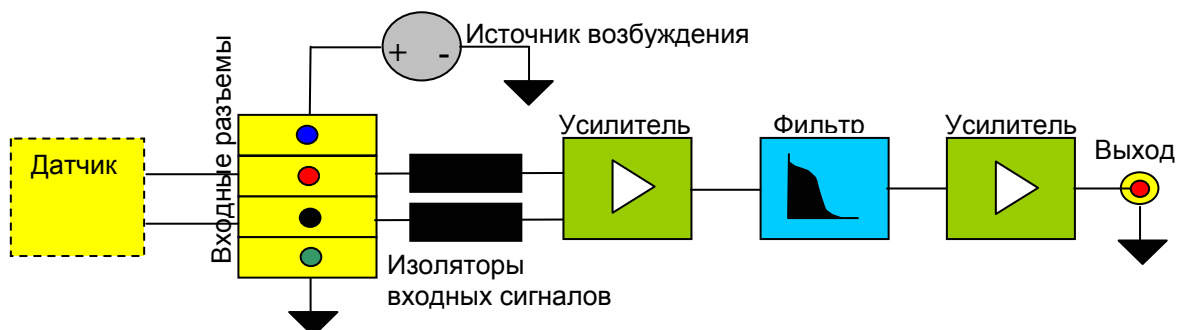 Источник возбуждения
+ -
Входные разъемы
Датчик
Усилитель
Фильтр
Усилитель
Выход
Изоляторы
входных сигналов